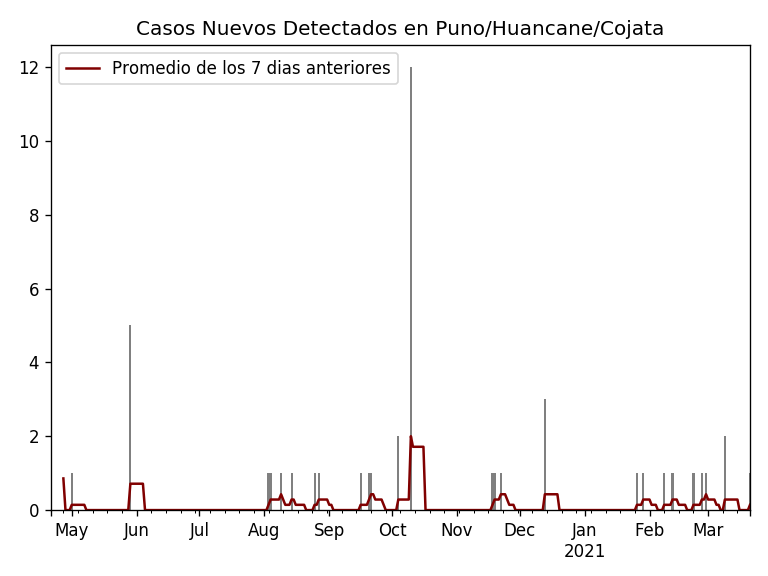 Casos Nuevos Detectados en Puno/Huancane/Cojata
Promedio de los 7 dias anteriores
12
10
8
6
4
2
0
May Jun Jul Aug Sep Oct Nov Dec Jan Feb Mar
2021